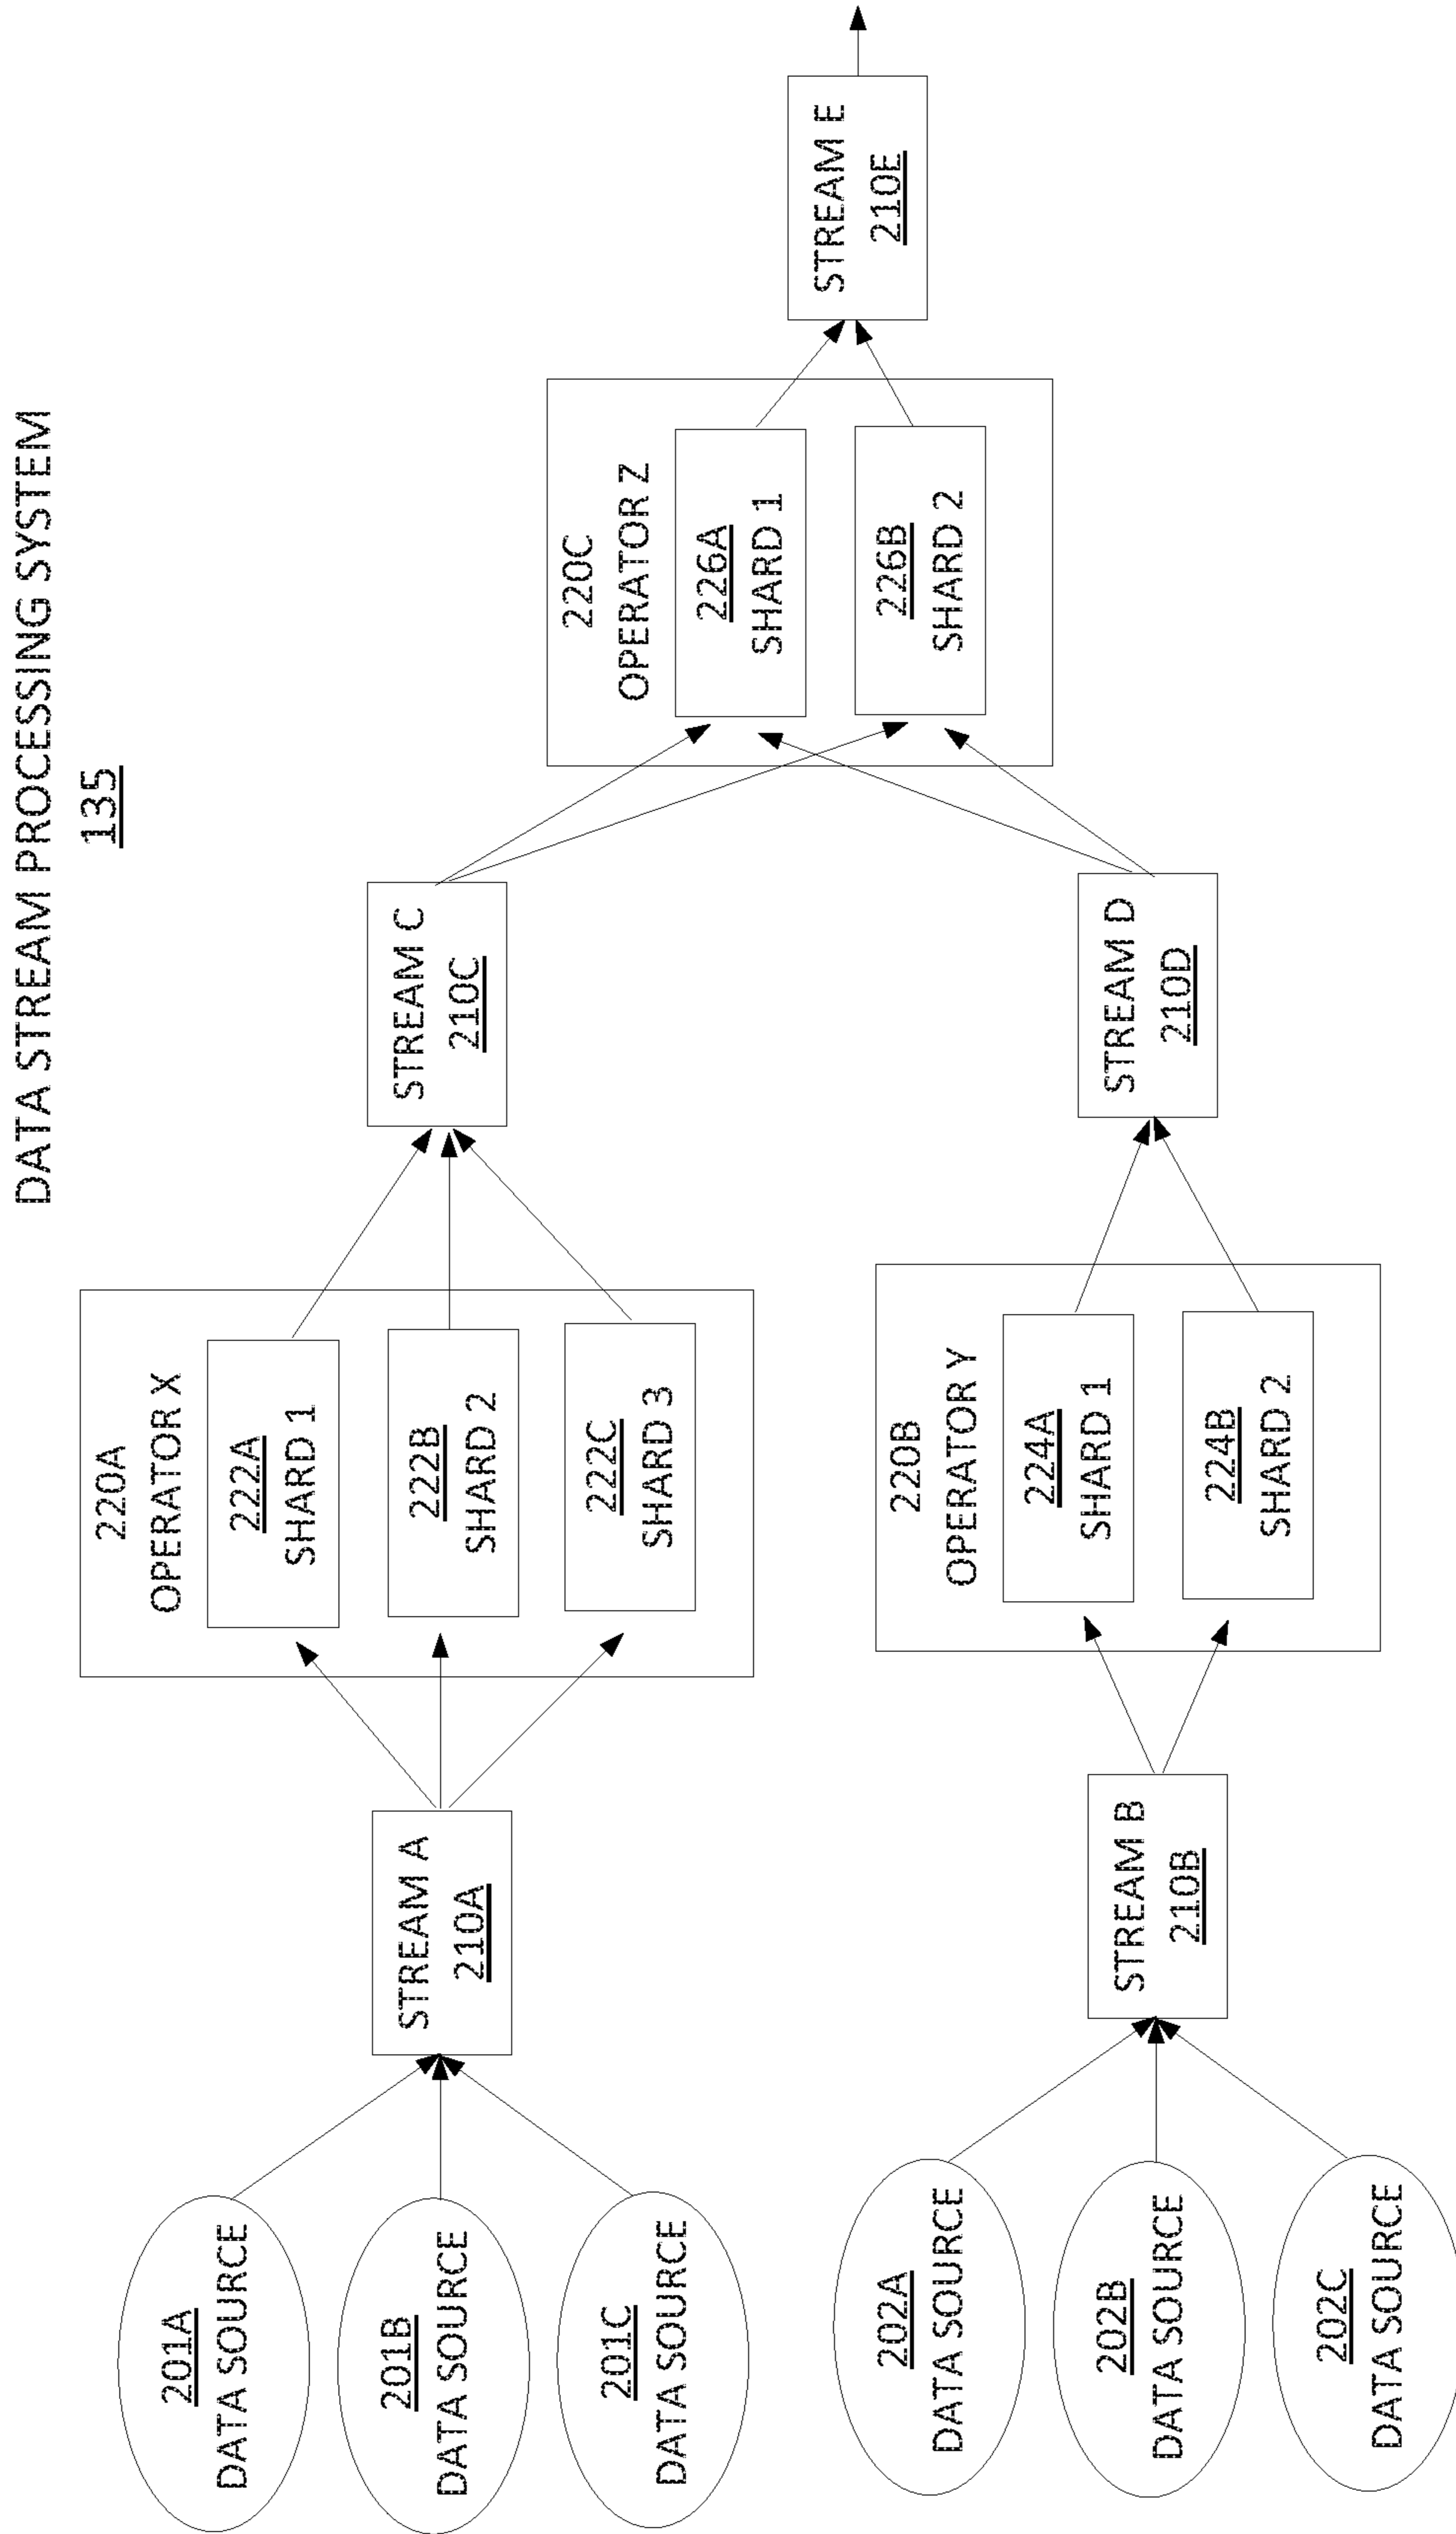 DATA STREAM PROCESSING SYSTEM
135
201A
DATA SOURCE
201B
DATA SOURCE
201C
DATA SOURCE
STREAM A
210A
220A
OPERATOR X
222A
SHARD 1
222B
SHARD 2
222C
SHARD 3
STREAM C
210C
202A
DATA SOURCE
202B
DATA SOURCE
202C
DATA SOURCE
STREAM B
210B
220B
OPERATOR Y
224A
SHARD 1
224B
SHARD 2
STREAM D
210D
220C
OPERATOR Z
226A
SHARD 1
226B
SHARD 2
STREAM E
210E